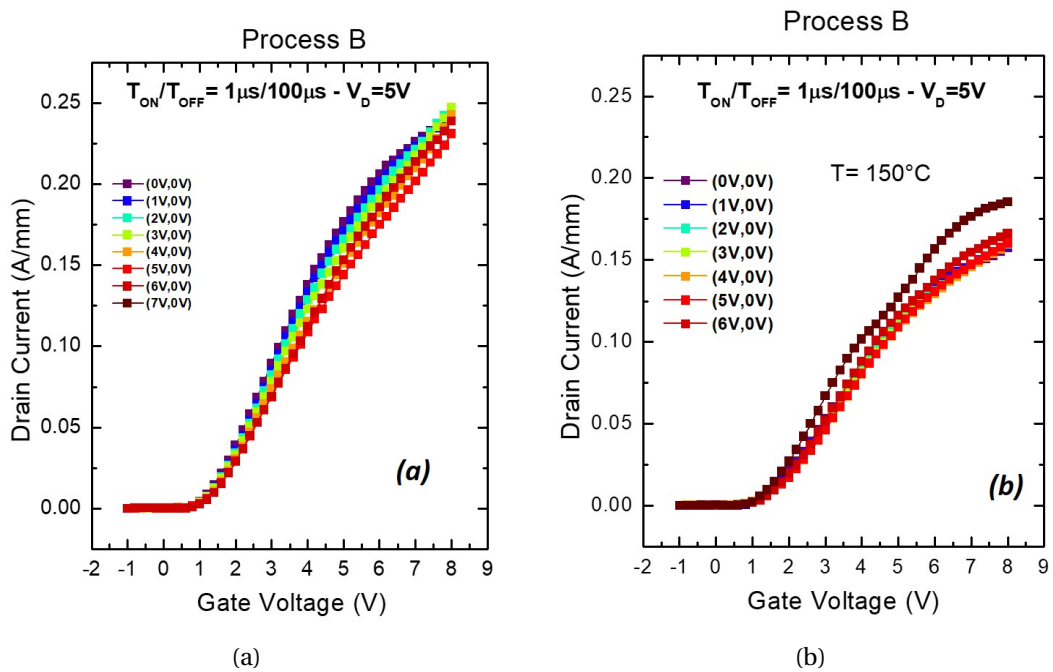 Process B
T_ON/T_OFF= 1µs/100µs - V_D=5V
0.25
0.20
0.15
0.10
0.05
0.00
Drain Current (A/mm)
(0V,0V)
(1V,0V)
(2V,0V)
(3V,0V)
(4V,0V)
(5V,0V)
(6V,0V)
(7V,0V)
(a)
-2 -1 0 1 2 3 4 5 6 7 8 9
Gate Voltage (V)
(a)
Process B
T_ON/T_OFF= 1µs/100µs - V_D=5V
T= 150°C
0.25
0.20
0.15
0.10
0.05
0.00
Drain Current (A/mm)
(0V,0V)
(1V,0V)
(2V,0V)
(3V,0V)
(4V,0V)
(5V,0V)
(6V,0V)
(b)
-2 -1 0 1 2 3 4 5 6 7 8 9
Gate Voltage (V)
(b)